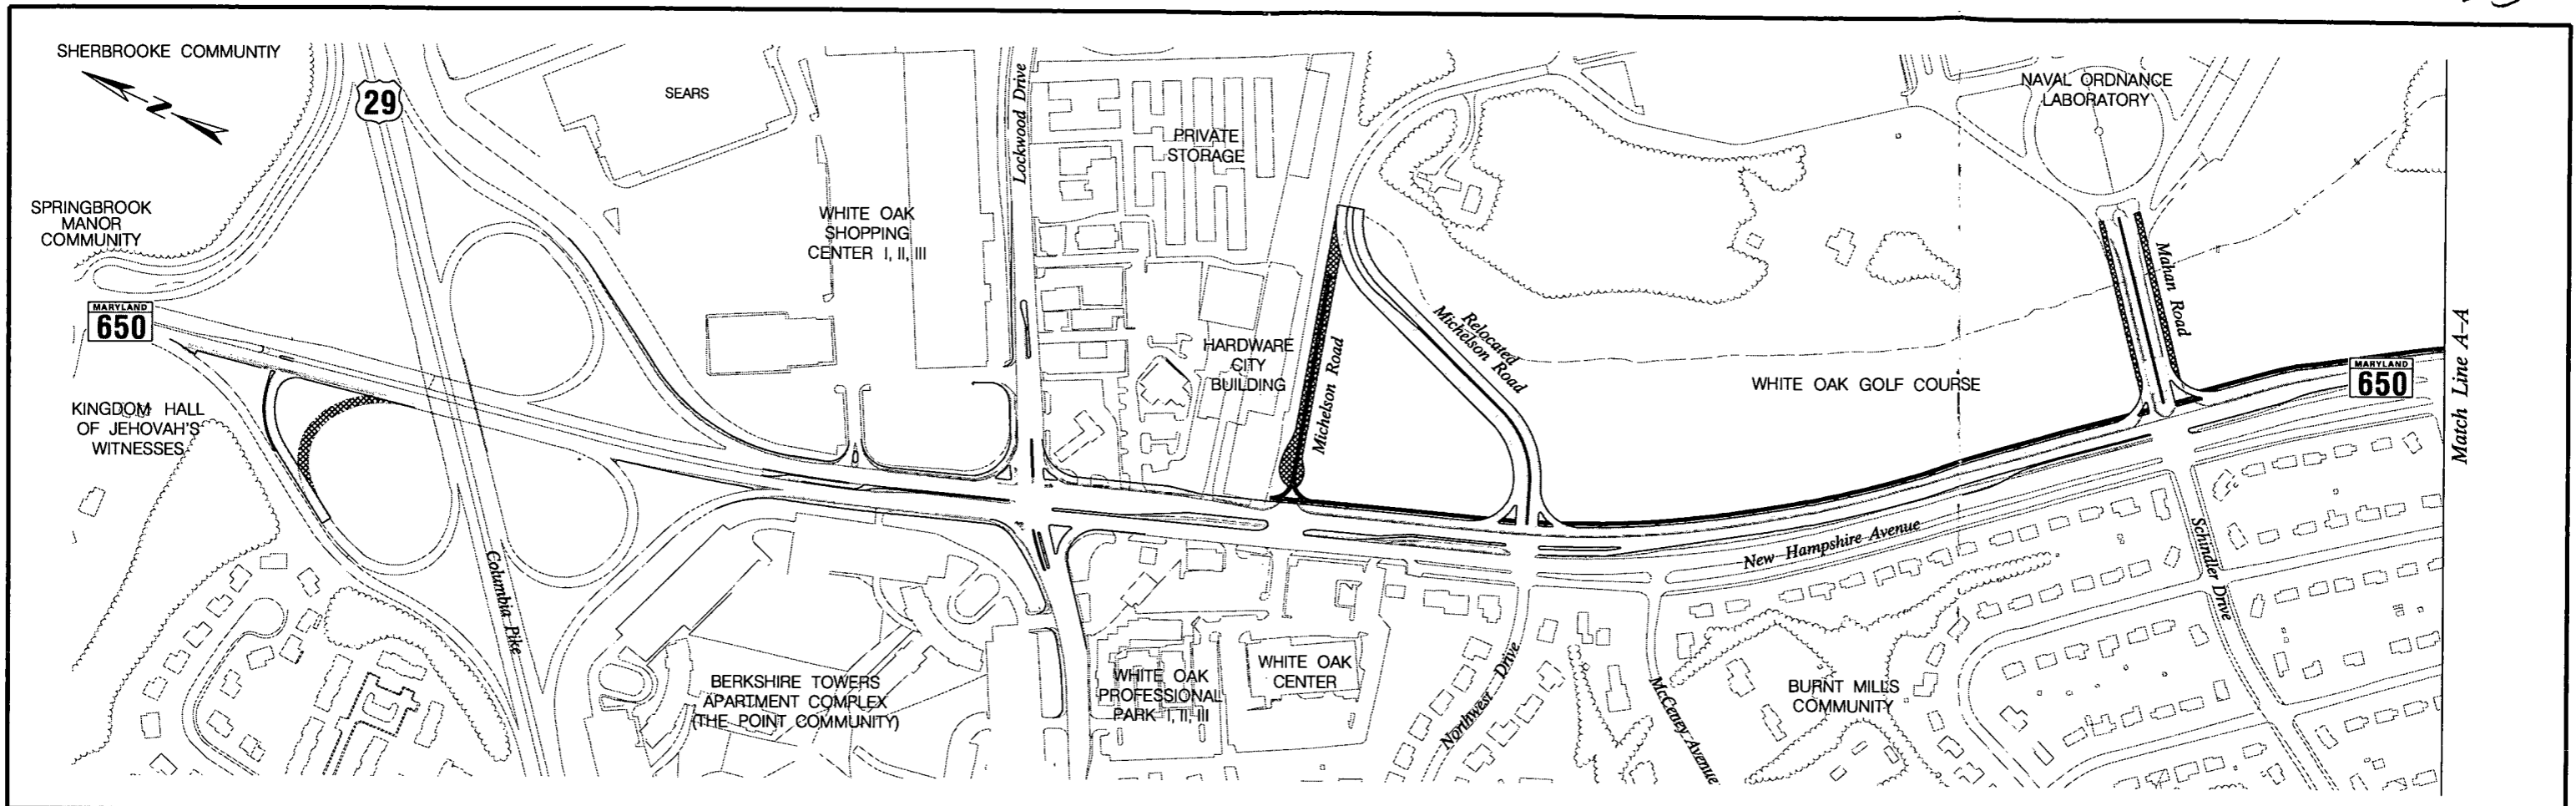 SHERBROOKE COMMUNTIY
N
29
SEARS
Lockwood Drive
PRIVATE
STORAGE
NAVAL ORDNANCE
LABORATORY
SPRINGBROOK
MANOR
COMMUNITY
WHITE OAK
SHOPPING
CENTER I, II, III
MARYLAND
650
Mahan Road
Relocated
Michelson Road
HARDWARE
CITY
BUILDING
Michelson Road
WHITE OAK GOLF COURSE
MARYLAND
650
Match Line A-A
KINGDOM HALL
OF JEHOVAH'S
WITNESSES
Columbia Pike
New Hampshire Avenue
Schindler Drive
BERKSHIRE TOWERS
APARTMENT COMPLEX
(THE POINT COMMUNITY)
WHITE OAK
PROFESSIONAL
PARK I, II, III
WHITE OAK
CENTER
Northwest Drive
McCeney Avenue
BURNT MILLS
COMMUNITY